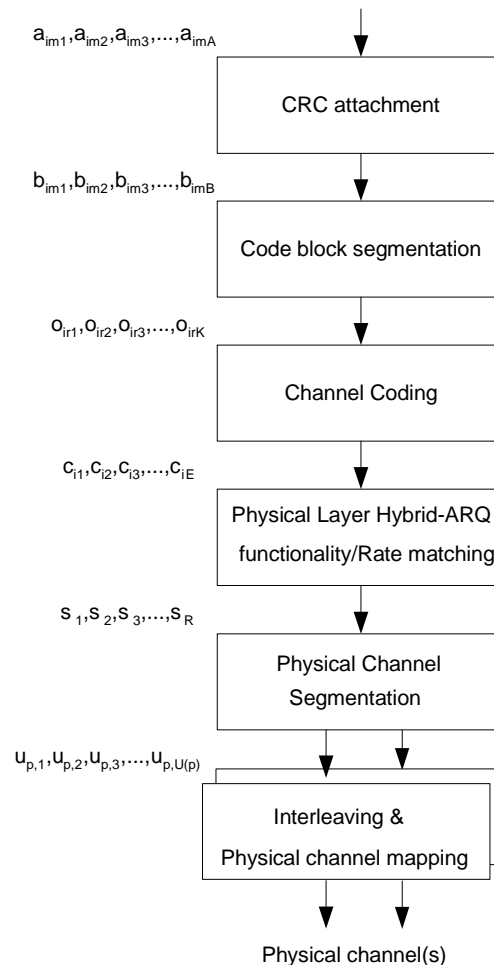 a_im1,a_im2,a_im3,...,a_imA
CRC attachment
b_im1,b_im2,b_im3,...,b_imB
Code block segmentation
o_ir1,o_ir2,o_ir3,...,o_irK
Channel Coding
c_i1,c_i2,c_i3,...,c_iE
Physical Layer Hybrid-ARQ
functionality/Rate matching
s_1,s_2,s_3,...,s_R
Physical Channel
Segmentation
u_p,1,u_p,2,u_p,3,...,u_p,U(p)
Interleaving &
Physical channel mapping
Physical channel(s)